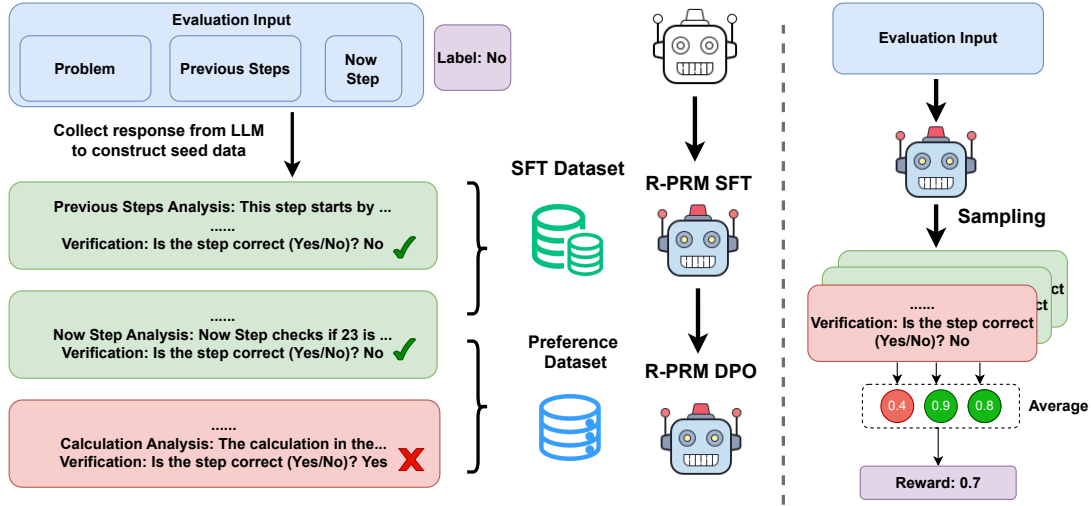 Evaluation Input
Problem
Previous Steps
Now
Step
Label: No
Collect response from LLM
to construct seed data
Previous Steps Analysis: This step starts by ...
......
Verification: Is the step correct (Yes/No)? No
......
Now Step Analysis: Now Step checks if 23 is ...
Verification: Is the step correct (Yes/No)? No
......
Calculation Analysis: The calculation in the...
Verification: Is the step correct (Yes/No)? Yes
SFT Dataset
Preference
Dataset
R-PRM SFT
R-PRM DPO
Evaluation Input
Sampling
ct
ct
......
Verification: Is the step correct
(Yes/No)? No
0.4
0.9
0.8
Average
Reward: 0.7